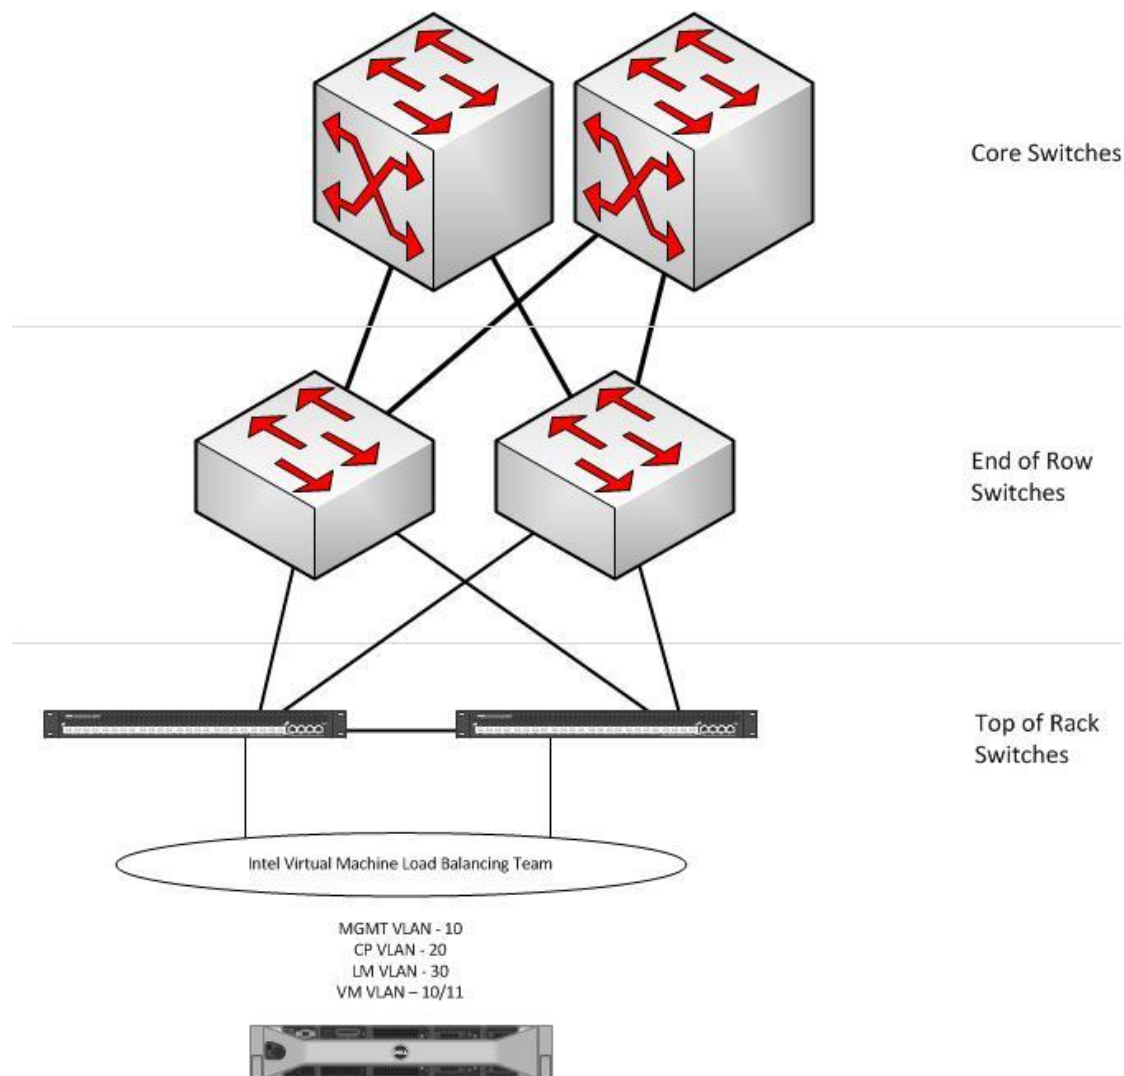 Core Switches
End of Row
Switches
Top of Rack
Switches
Intel Virtual Machine Load Balancing Team
MGMT VLAN - 10
CP VLAN - 20
LM VLAN - 30
VM VLAN – 10/11